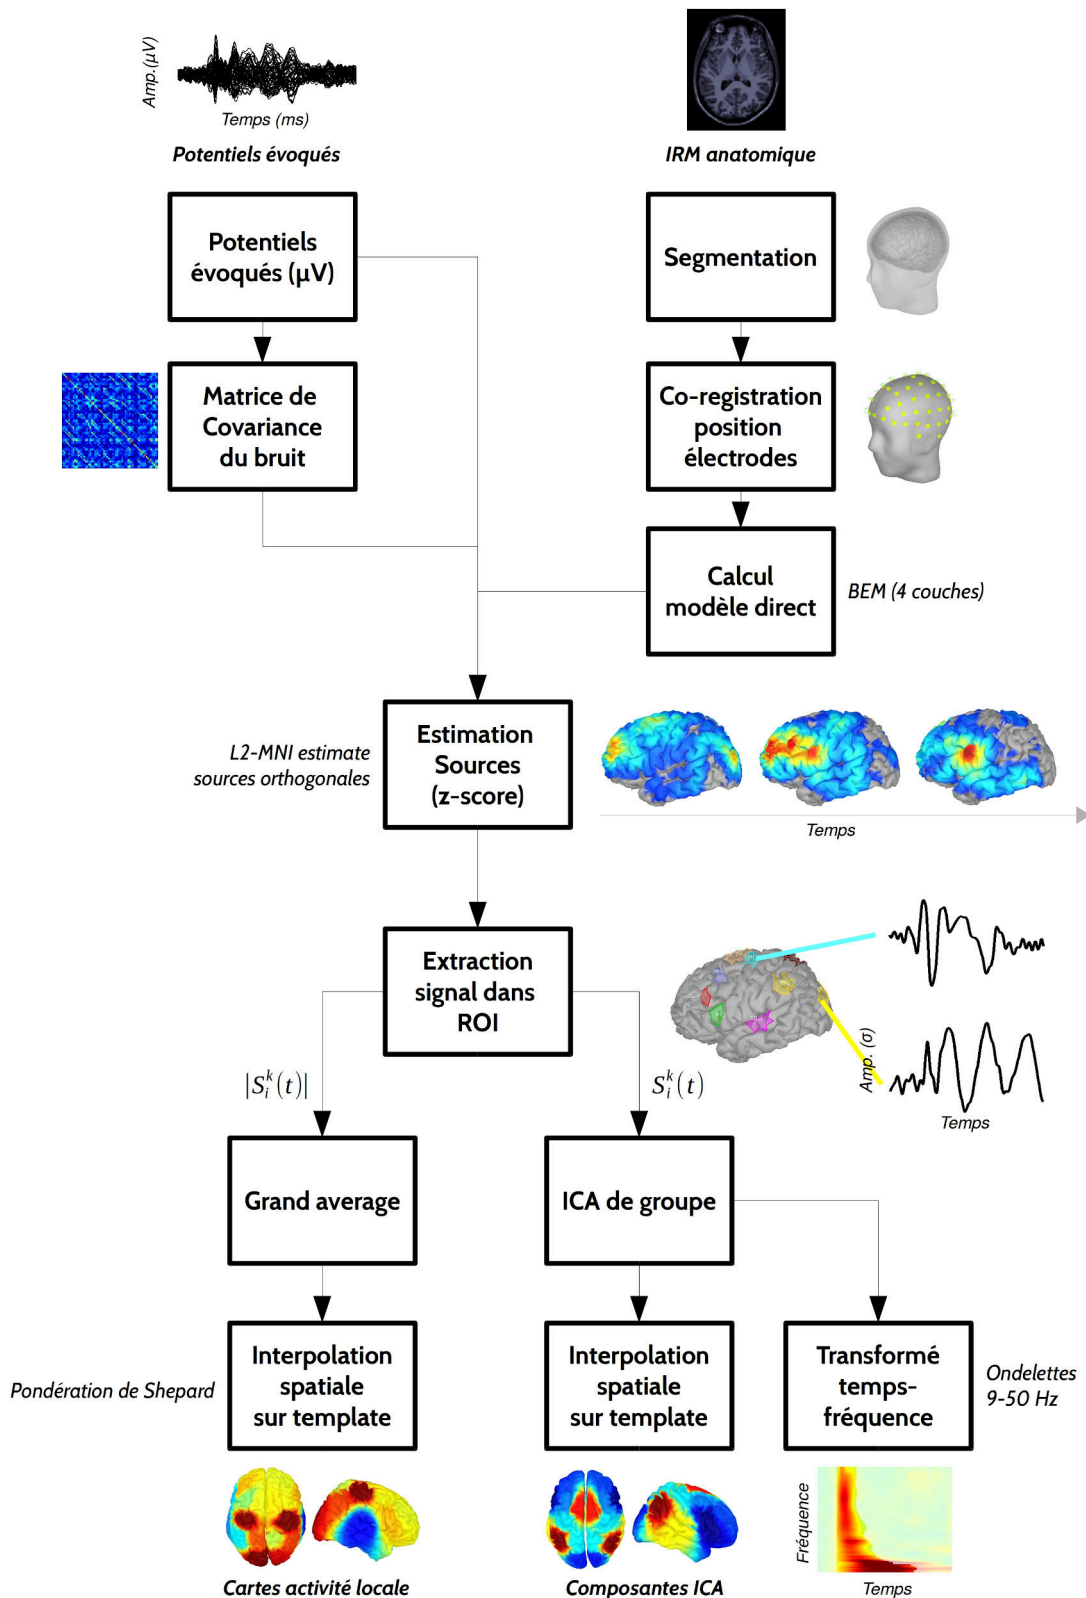 Amp.(µV)
Temps (ms)
Potentiels évoqués
IRM anatomique
Potentiels
évoqués (µV)
Segmentation
Matrice de
Covariance
du bruit
Co-registration
position
électrodes
Calcul
modèle direct
BEM (4 couches)
L2-MNI estimate
sources orthogonales
Estimation
Sources
(z-score)
Temps
Extraction
signal dans
ROI
Amp. (σ)
Temps
|S_i^k(t)|
S_i^k(t)
Grand average
ICA de groupe
Pondération de Shepard
Interpolation
spatiale
sur template
Interpolation
spatiale
sur template
Transformé
temps-
fréquence
Ondelettes
9-50 Hz
Fréquence
Temps
Cartes activité locale
Composantes ICA